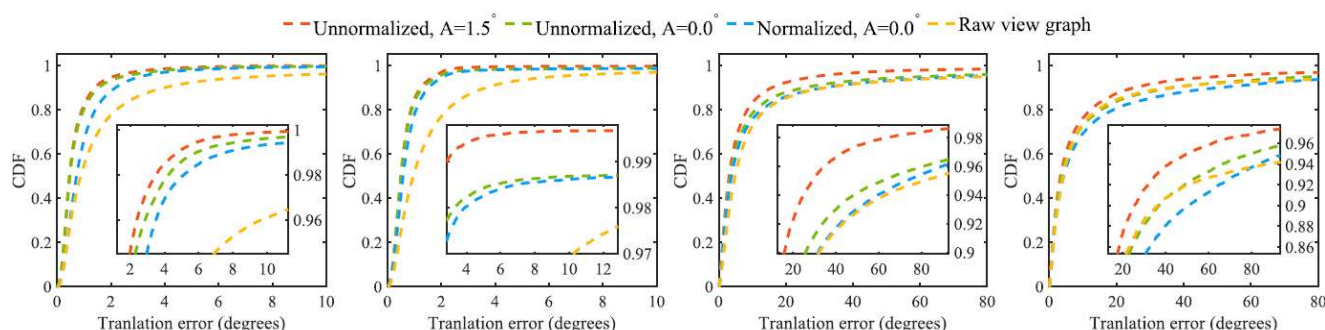 Unnormalized, A=1.5° Unnormalized, A=0.0° Normalized, A=0.0° Raw view graph
CDF
1
0.8
0.6
0.4
0.2
0
0 2 4 6 8 10
Tranlation error (degrees)
1
0.98
0.96
2 4 6 8 10
CDF
1
0.8
0.6
0.4
0.2
0
0 2 4 6 8 10
Tranlation error (degrees)
0.99
0.98
0.97
4 6 8 10 12
CDF
1
0.8
0.6
0.4
0.2
0
0 20 40 60 80
Tranlation error (degrees)
0.98
0.96
0.94
0.92
0.9
20 40 60 80
CDF
1
0.8
0.6
0.4
0.2
0
0 20 40 60 80
Tranlation error (degrees)
0.96
0.94
0.92
0.9
0.88
0.86
20 40 60 80